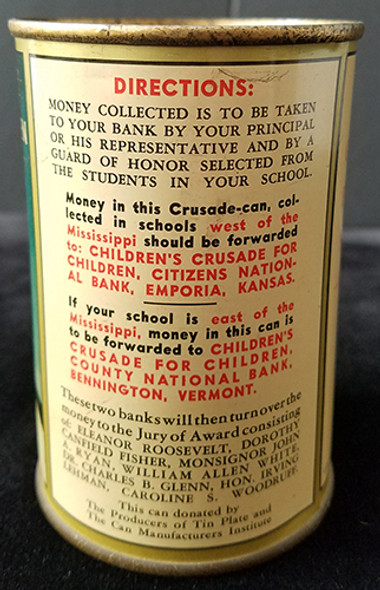 DIRECTIONS:
MONEY COLLECTED IS TO BE TAKEN
TO YOUR BANK BY YOUR PRINCIPAL
OR HIS REPRESENTATIVE AND BY A
GUARD OF HONOR SELECTED FROM
THE STUDENTS IN YOUR SCHOOL.
Money in this Crusade-can, col-
lected in schools west of the
Mississippi should be forwarded
to: CHILDREN'S CRUSADE FOR
CHILDREN, CITIZENS NATION-
AL BANK, EMPORIA, KANSAS.
If your school is east of the
Mississippi, money in this can is
to be forwarded to CHILDREN'S
CRUSADE FOR CHILDREN,
COUNTY NATIONAL BANK,
BENNINGTON, VERMONT.
These two banks will then turn over the
money to the Jury of Award consisting
of: ELEANOR ROOSEVELT, DOROTHY
CANFIELD FISHER, MONSIGNOR JOHN
A. RYAN, WILLIAM ALLEN WHITE,
DR. CHARLES B. GLENN, HON. IRVING
LEHMAN, CAROLINE S. WOODRUFF.
This can donated by
The Producers of Tin Plate and
The Can Manufacturers Institute